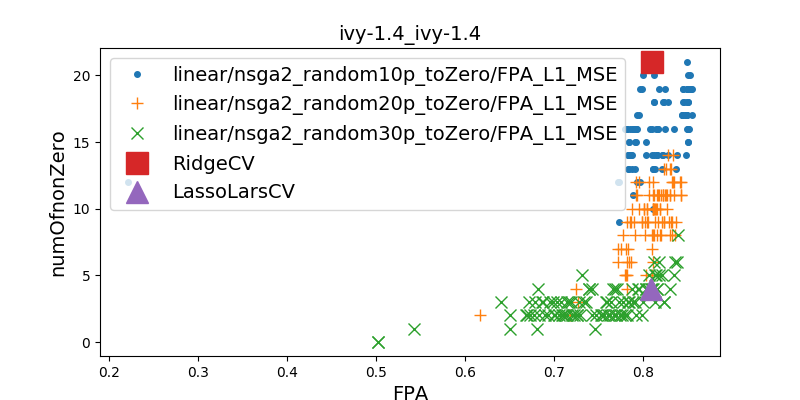 ivy-1.4_ivy-1.4
linear/nsga2_random10p_toZero/FPA_L1_MSE
linear/nsga2_random20p_toZero/FPA_L1_MSE
linear/nsga2_random30p_toZero/FPA_L1_MSE
RidgeCV
LassoLarsCV
numOfnonZero
20
15
10
5
0
0.2 0.3 0.4 0.5 0.6 0.7 0.8
FPA